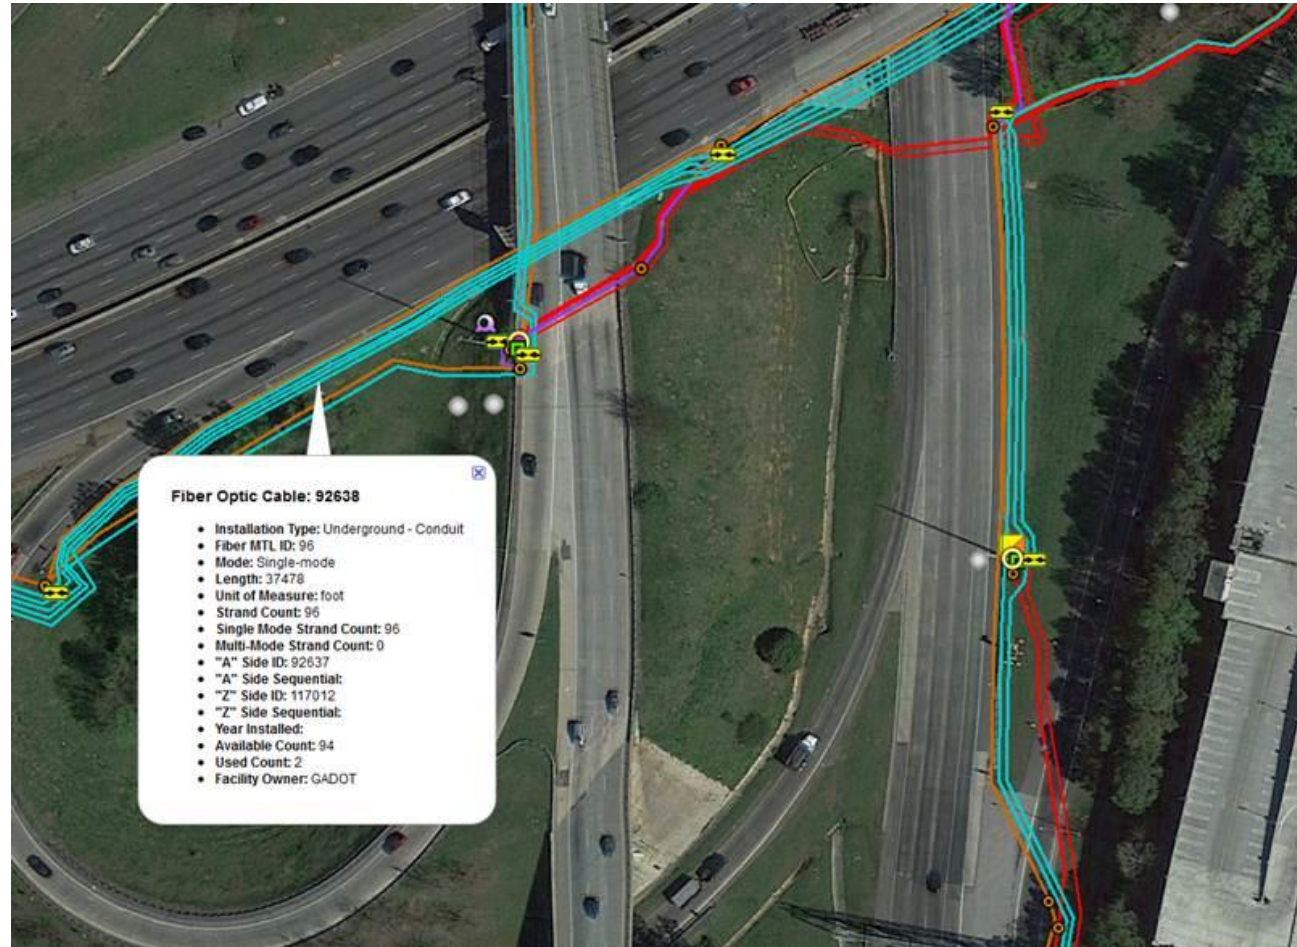 Fiber Optic Cable: 92638
Installation Type: Underground - Conduit
Fiber MTL ID: 96
Mode: Single-mode
Length: 37478
Unit of Measure: foot
Strand Count: 96
Single Mode Strand Count: 96
Multi-Mode Strand Count: 0
"A" Side ID: 92637
"A" Side Sequential:
"Z" Side ID: 117012
"Z" Side Sequential:
Year Installed:
Available Count: 94
Used Count: 2
Facility Owner: GADOT